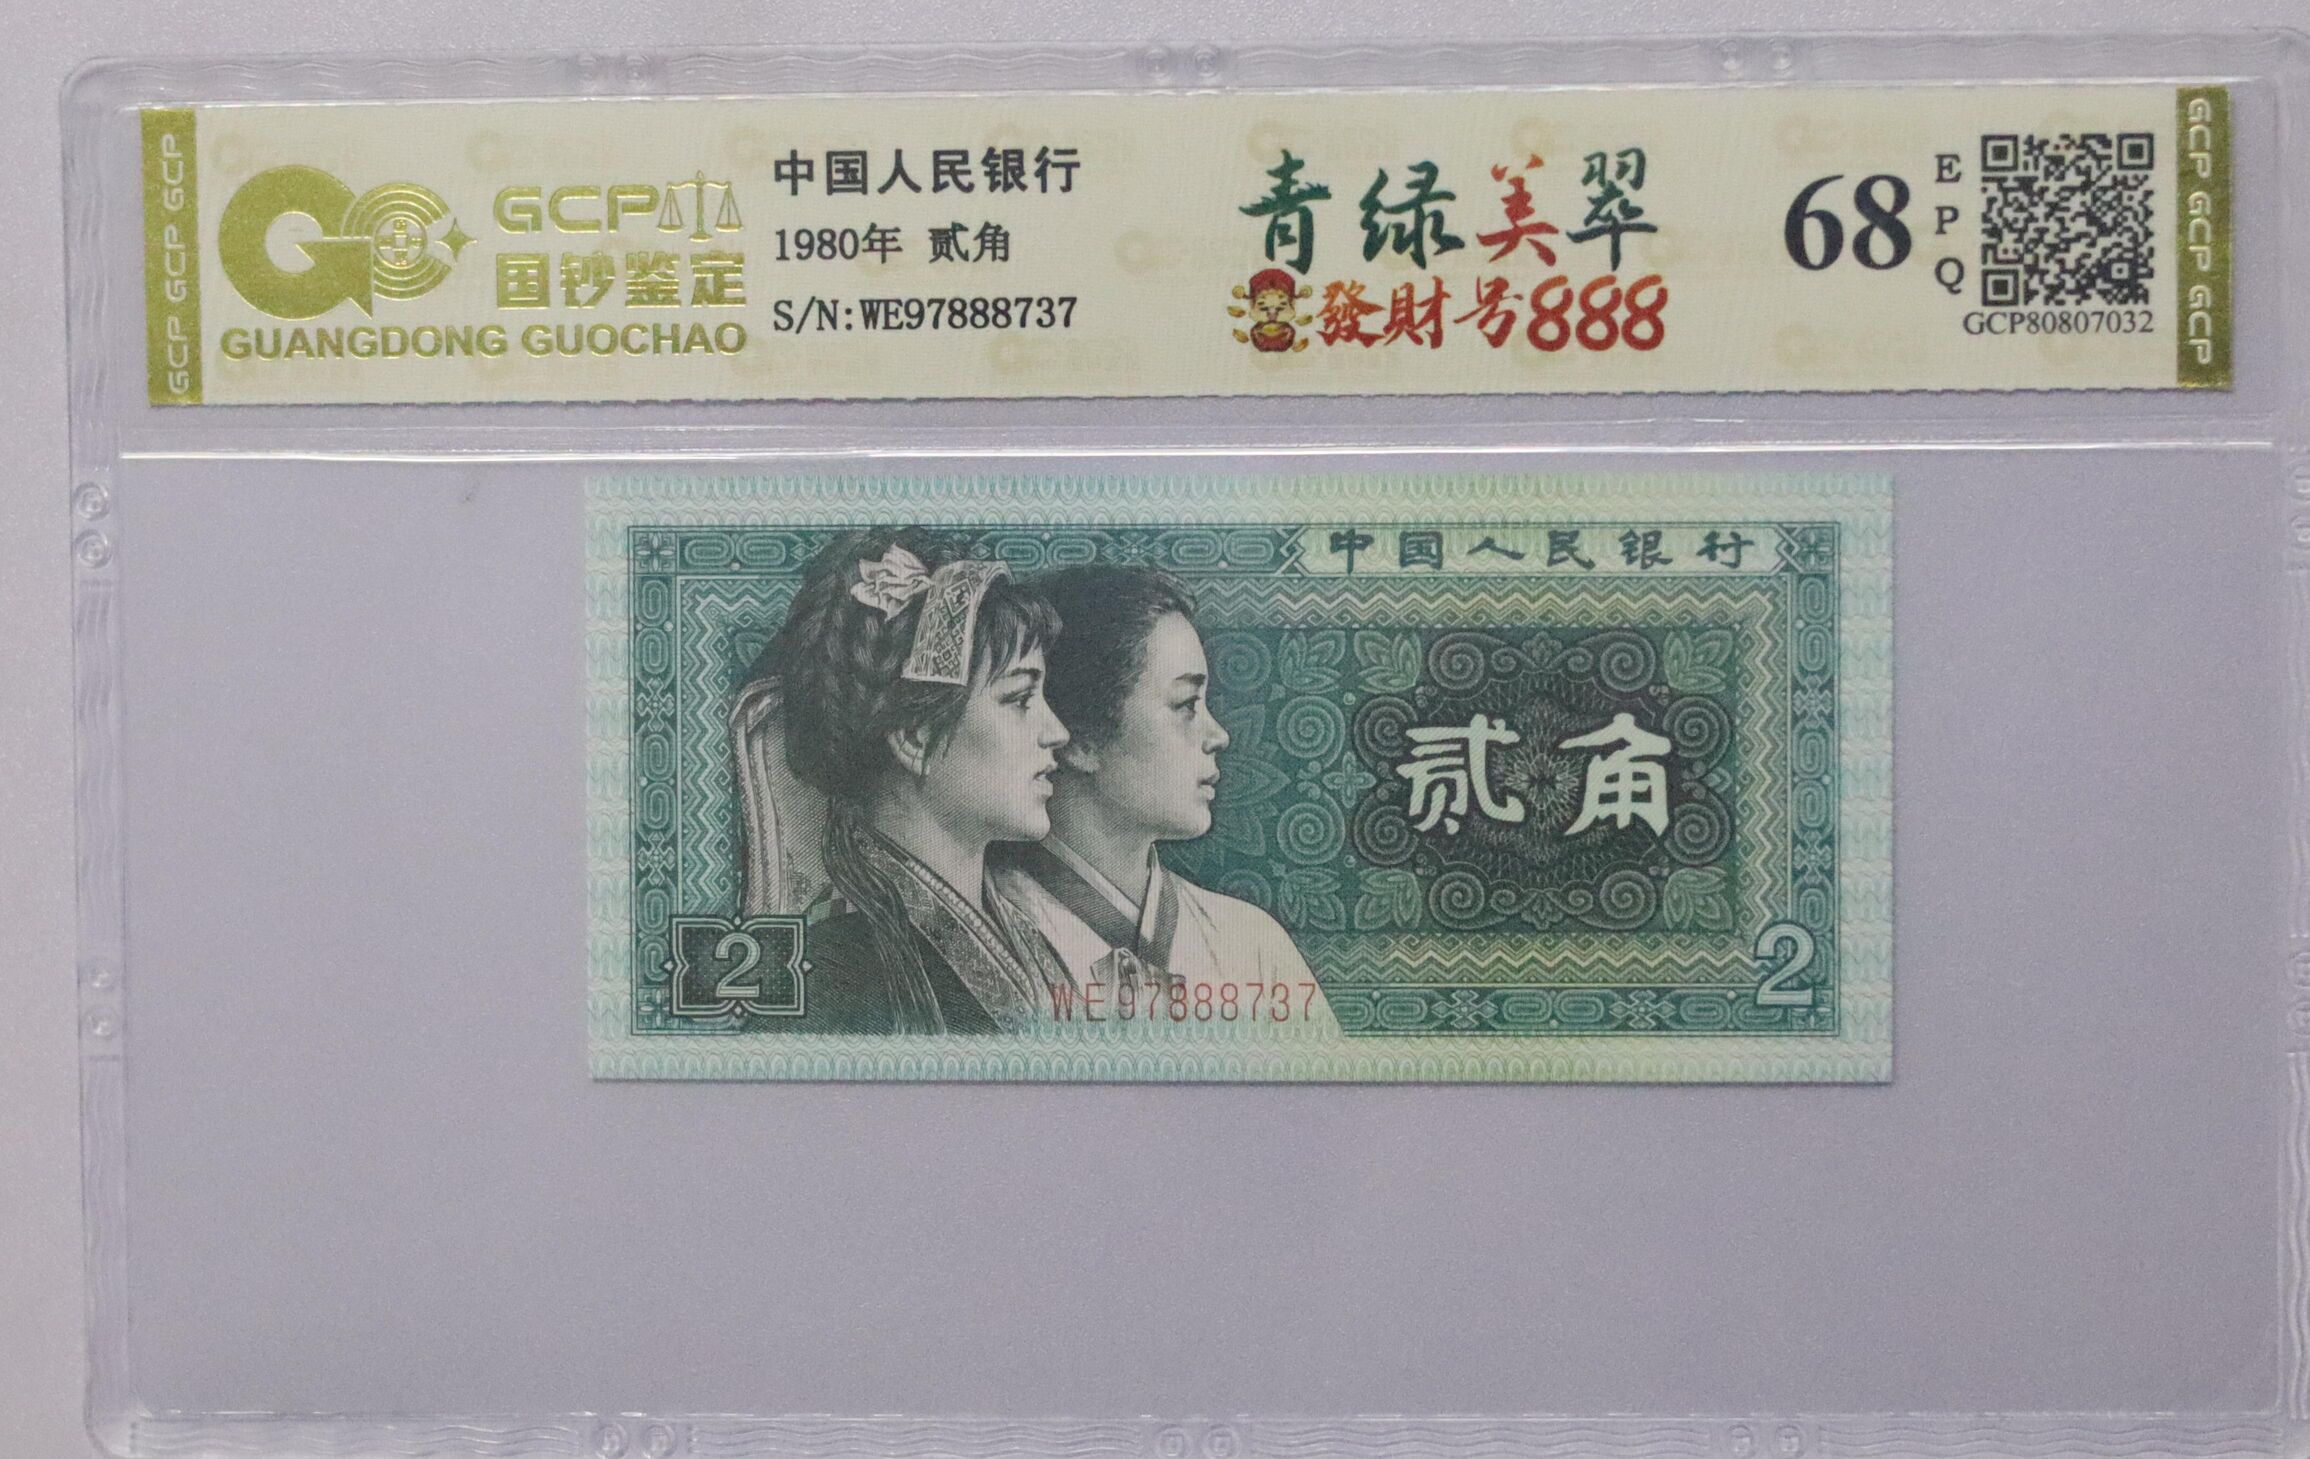 GCP GCP GCP
GCP
国钞鉴定
GUANGDONG GUOCHAO
中国人民银行
1980年 贰角
S/N:WE97888737
青绿美翠
發財号888
68
EPQ
GCP80807032
GCP GCP GCP
中国人民银行
贰角
2
2
WE97888737